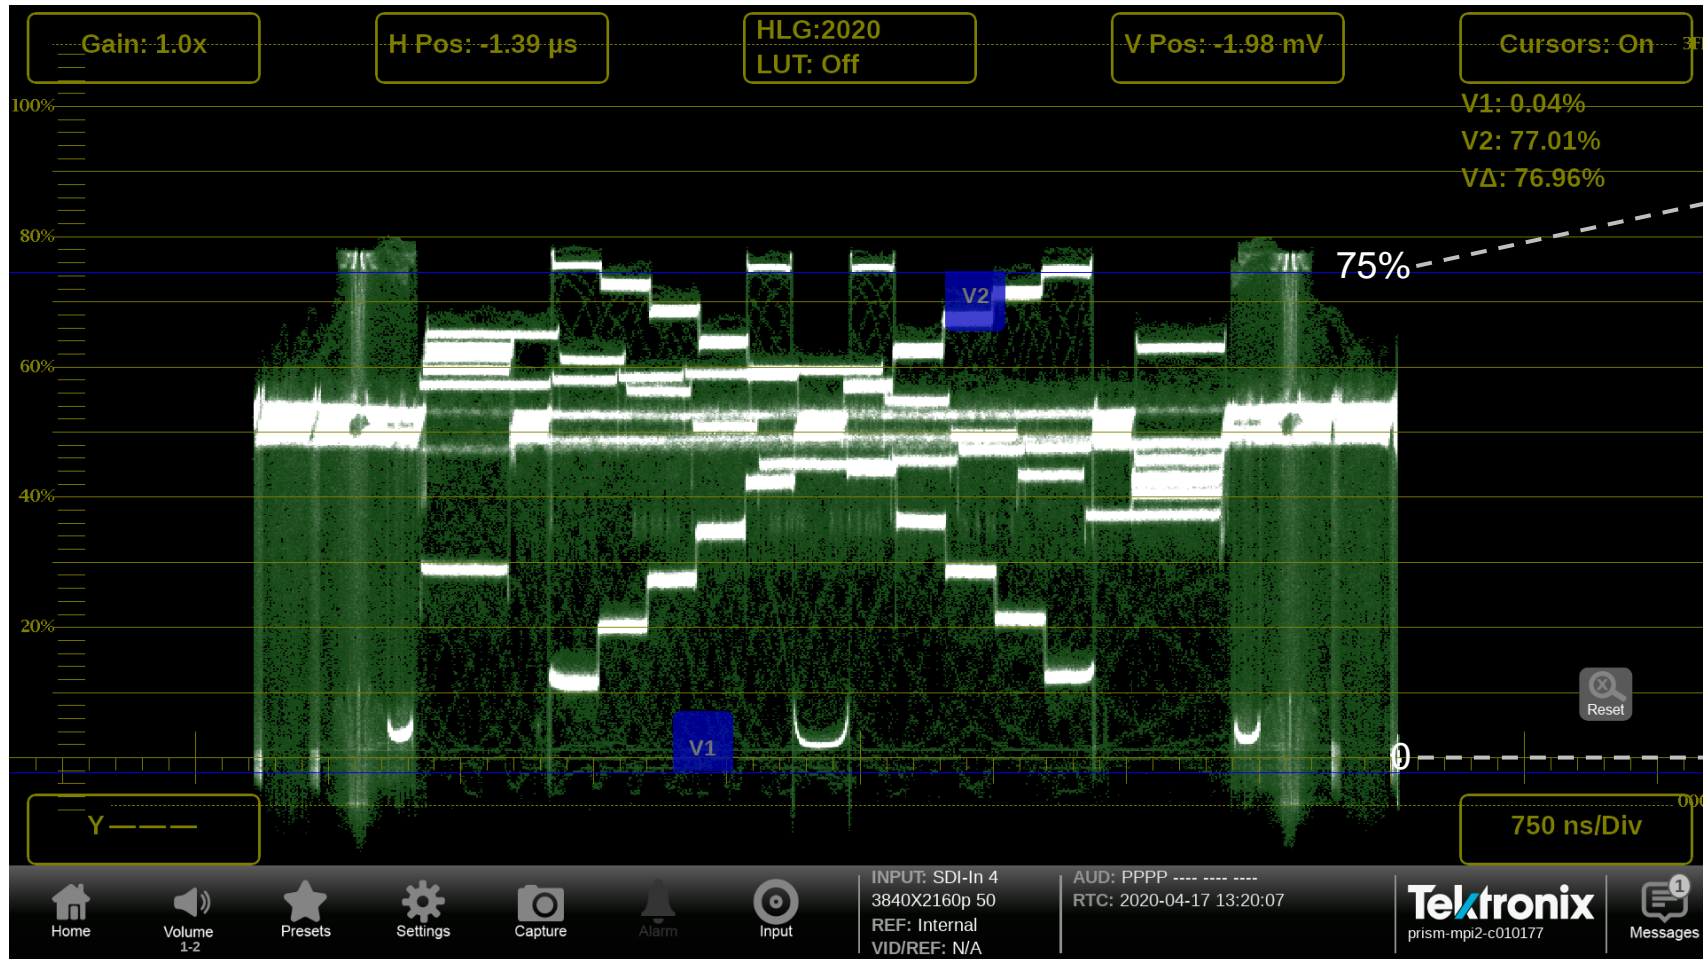 Gain: 1.0x
H Pos: -1.39 µs
HLG:2020
LUT: Off
V Pos: -1.98 mV
Cursors: On
100%
V1: 0.04%
V2: 77.01%
VΔ: 76.96%
80%
75%
V2
60%
40%
20%
Reset
V1
0
Y
750 ns/Div
Home
Volume
1-2
Presets
Settings
Capture
Alarm
Input
INPUT: SDI-In 4
3840X2160p 50
REF: Internal
VID/REF: N/A
AUD: PPPP ---- ---- ----
RTC: 2020-04-17 13:20:07
Tektronix
prism-mpi2-c010177
1
Messages